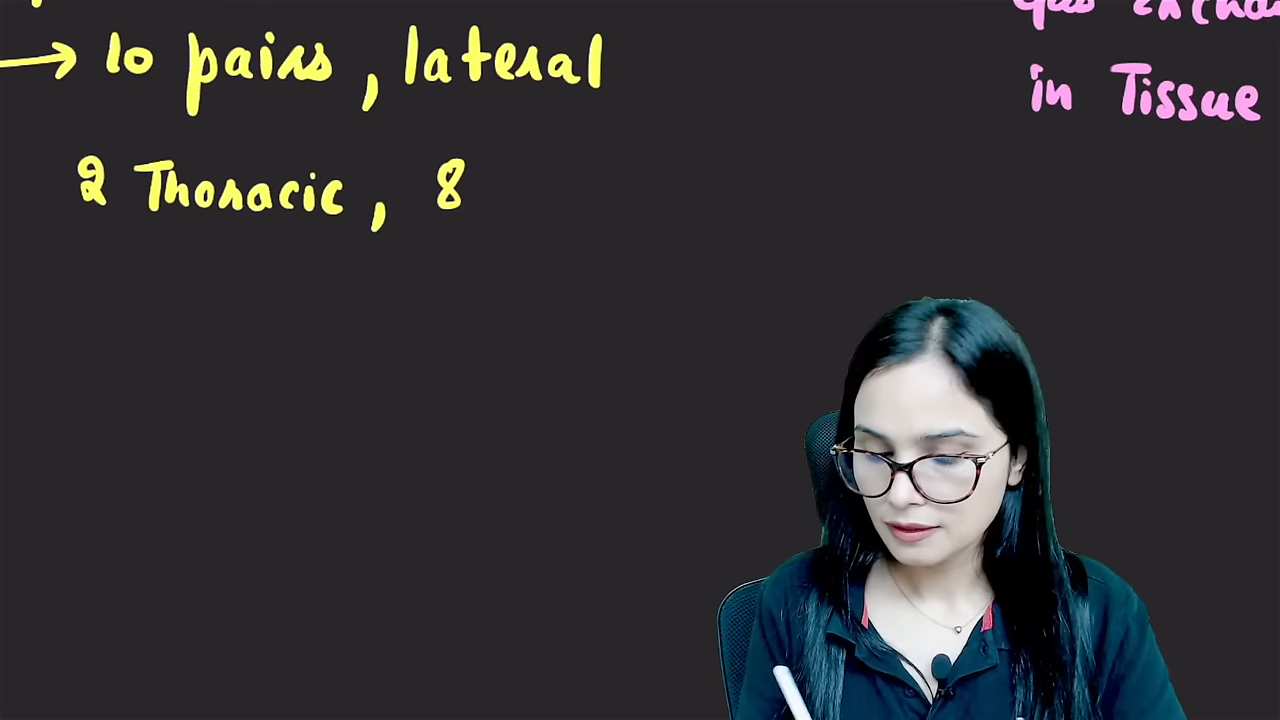 → 10 pairs, lateral
2 Thoracic, 8
in Tissue